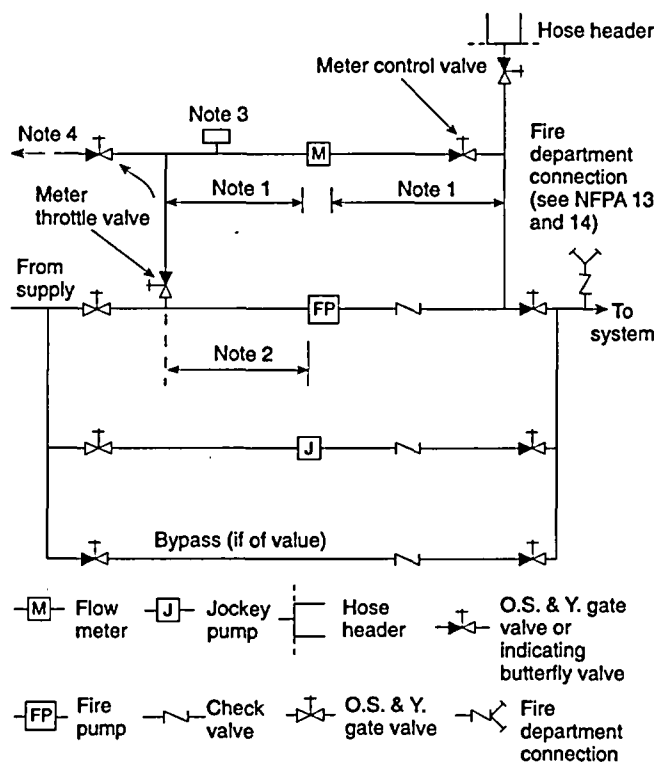 Hose header
Meter control valve
Note 3
Note 4
M
Fire
department
connection
(see NFPA 13
and 14)
Note 1
Note 1
Meter
throttle valve
From
supply
FP
To
system
Note 2
J
Bypass (if of value)
M
Flow
meter
J
Jockey
pump
Hose
header
O.S. & Y. gate
valve or
indicating
butterfly valve
FP
Fire
pump
Check
valve
O.S. & Y.
gate valve
Fire
department
connection